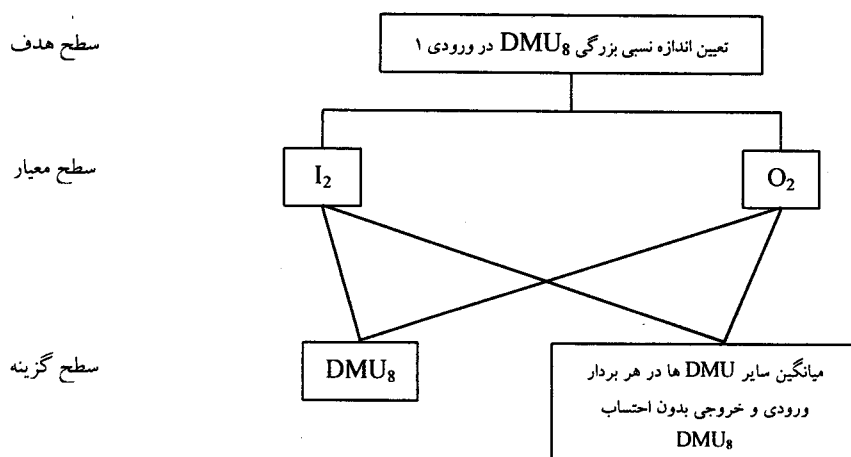 سطح هدف
تعیین اندازه نسبی بزرگی DMU₈ در ورودی ۱
سطح معیار
I₂
O₂
سطح گزینه
DMU₈
میانگین سایر DMU ها در هر بردار
ورودی و خروجی بدون احتساب
DMU₈